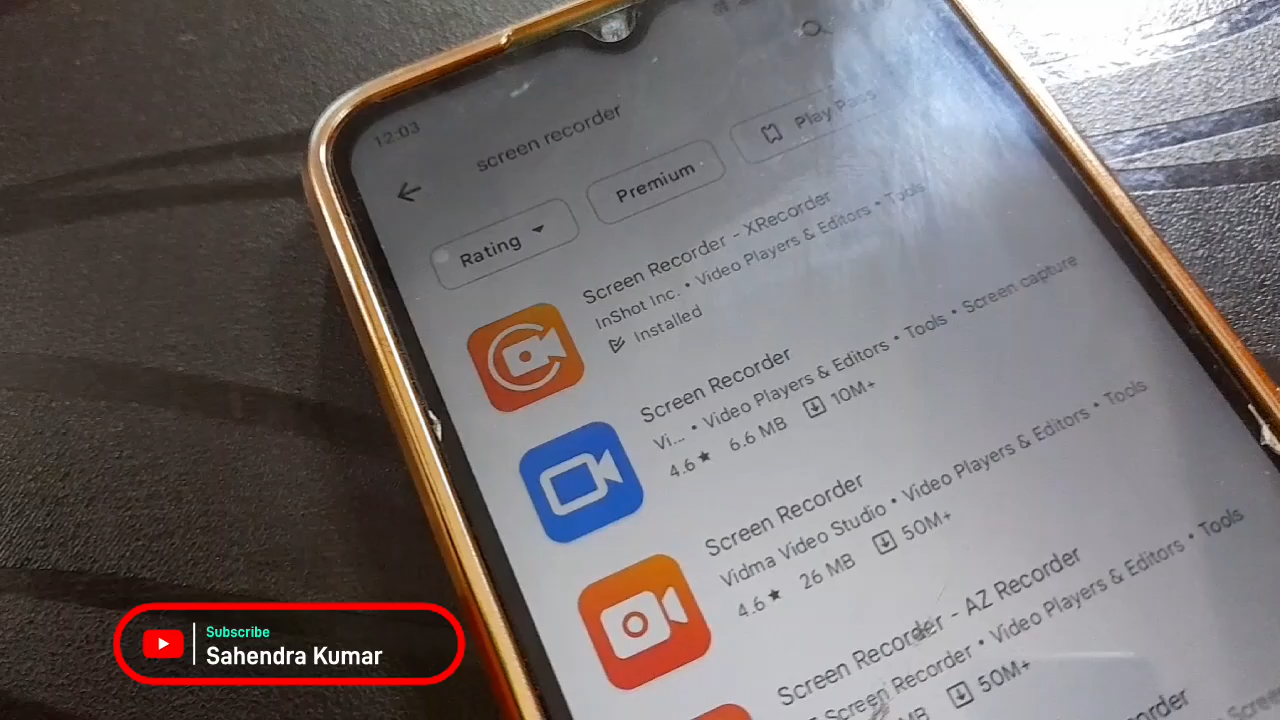 12:03
screen recorder
Rating
Premium
Play Pass
Screen Recorder - XRecorder
InShot Inc. • Video Players & Editors • Tools
Installed
Screen Recorder
Vi... • Video Players & Editors • Tools • Screen capture
4.6★ 6.6 MB 10M+
Screen Recorder
Vidma Video Studio • Video Players & Editors • Tools
4.6★ 26 MB 50M+
Screen Recorder - AZ Recorder
Screen Recorder • Video Players & Editors • Tools
MB 50M+
Subscribe
Sahendra Kumar